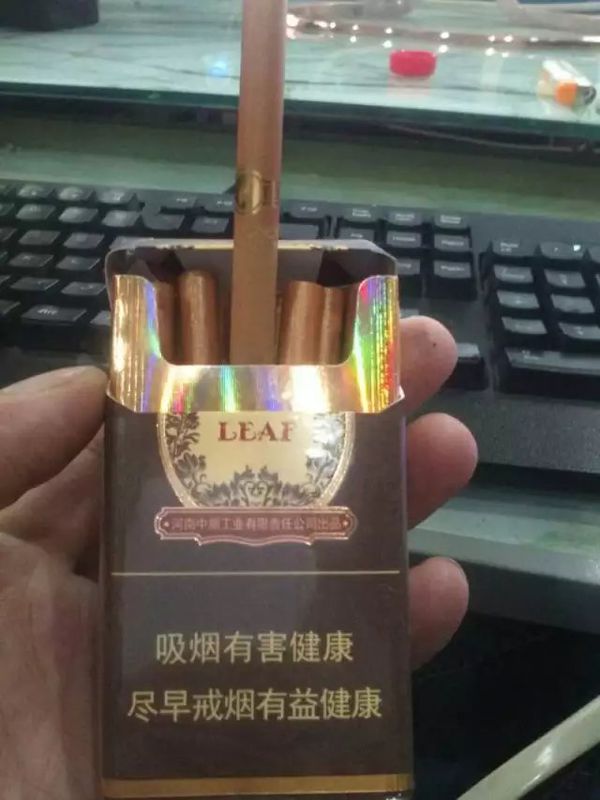 LEAF
河南中烟工业有限责任公司出品
吸烟有害健康
尽早戒烟有益健康